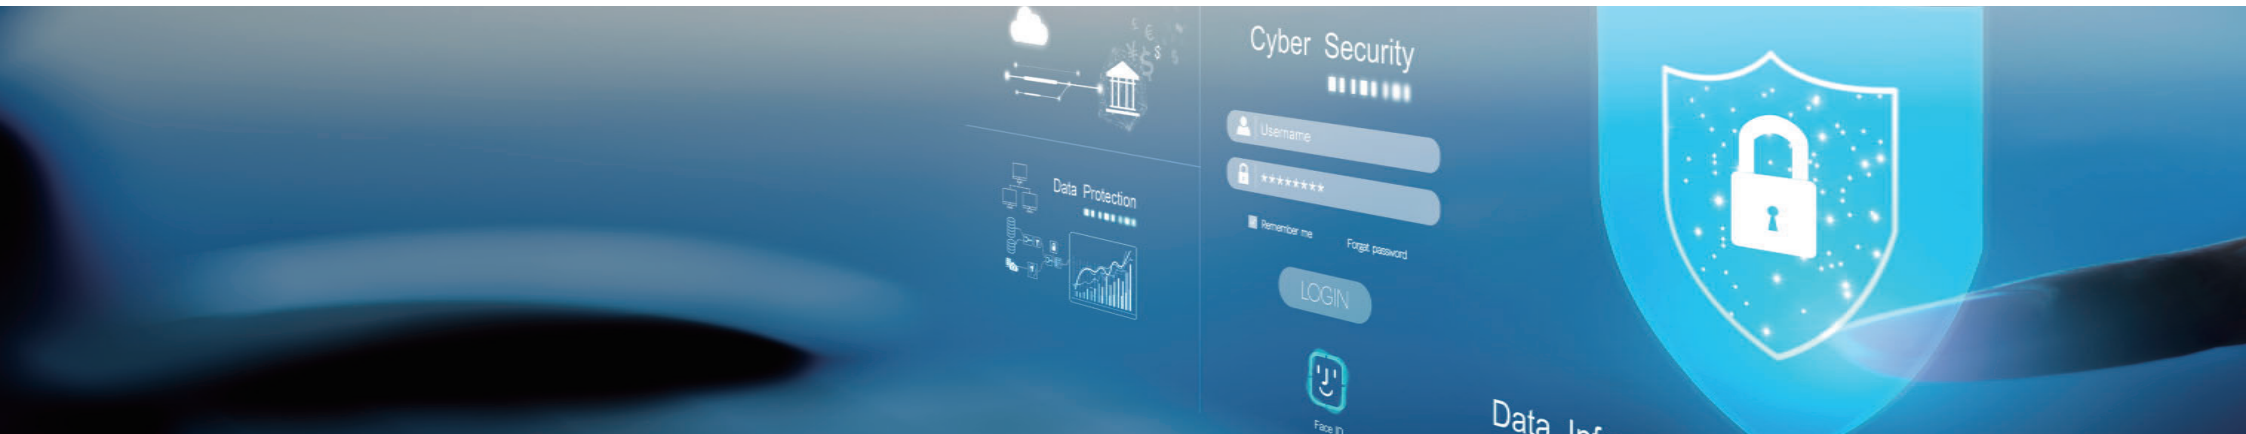 Cyber Security
Username
********
Remember me
Forgot password
LOGIN
Face ID
Data Protection
Data